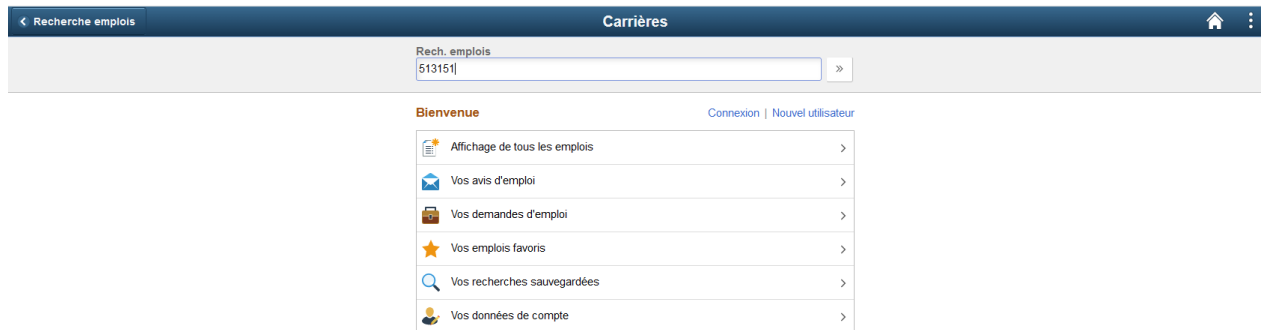 Recherche emplois
Carrières
Rech. emplois
513151
Bienvenue
Connexion | Nouvel utilisateur
Affichage de tous les emplois
Vos avis d'emploi
Vos demandes d'emploi
Vos emplois favoris
Vos recherches sauvegardées
Vos données de compte